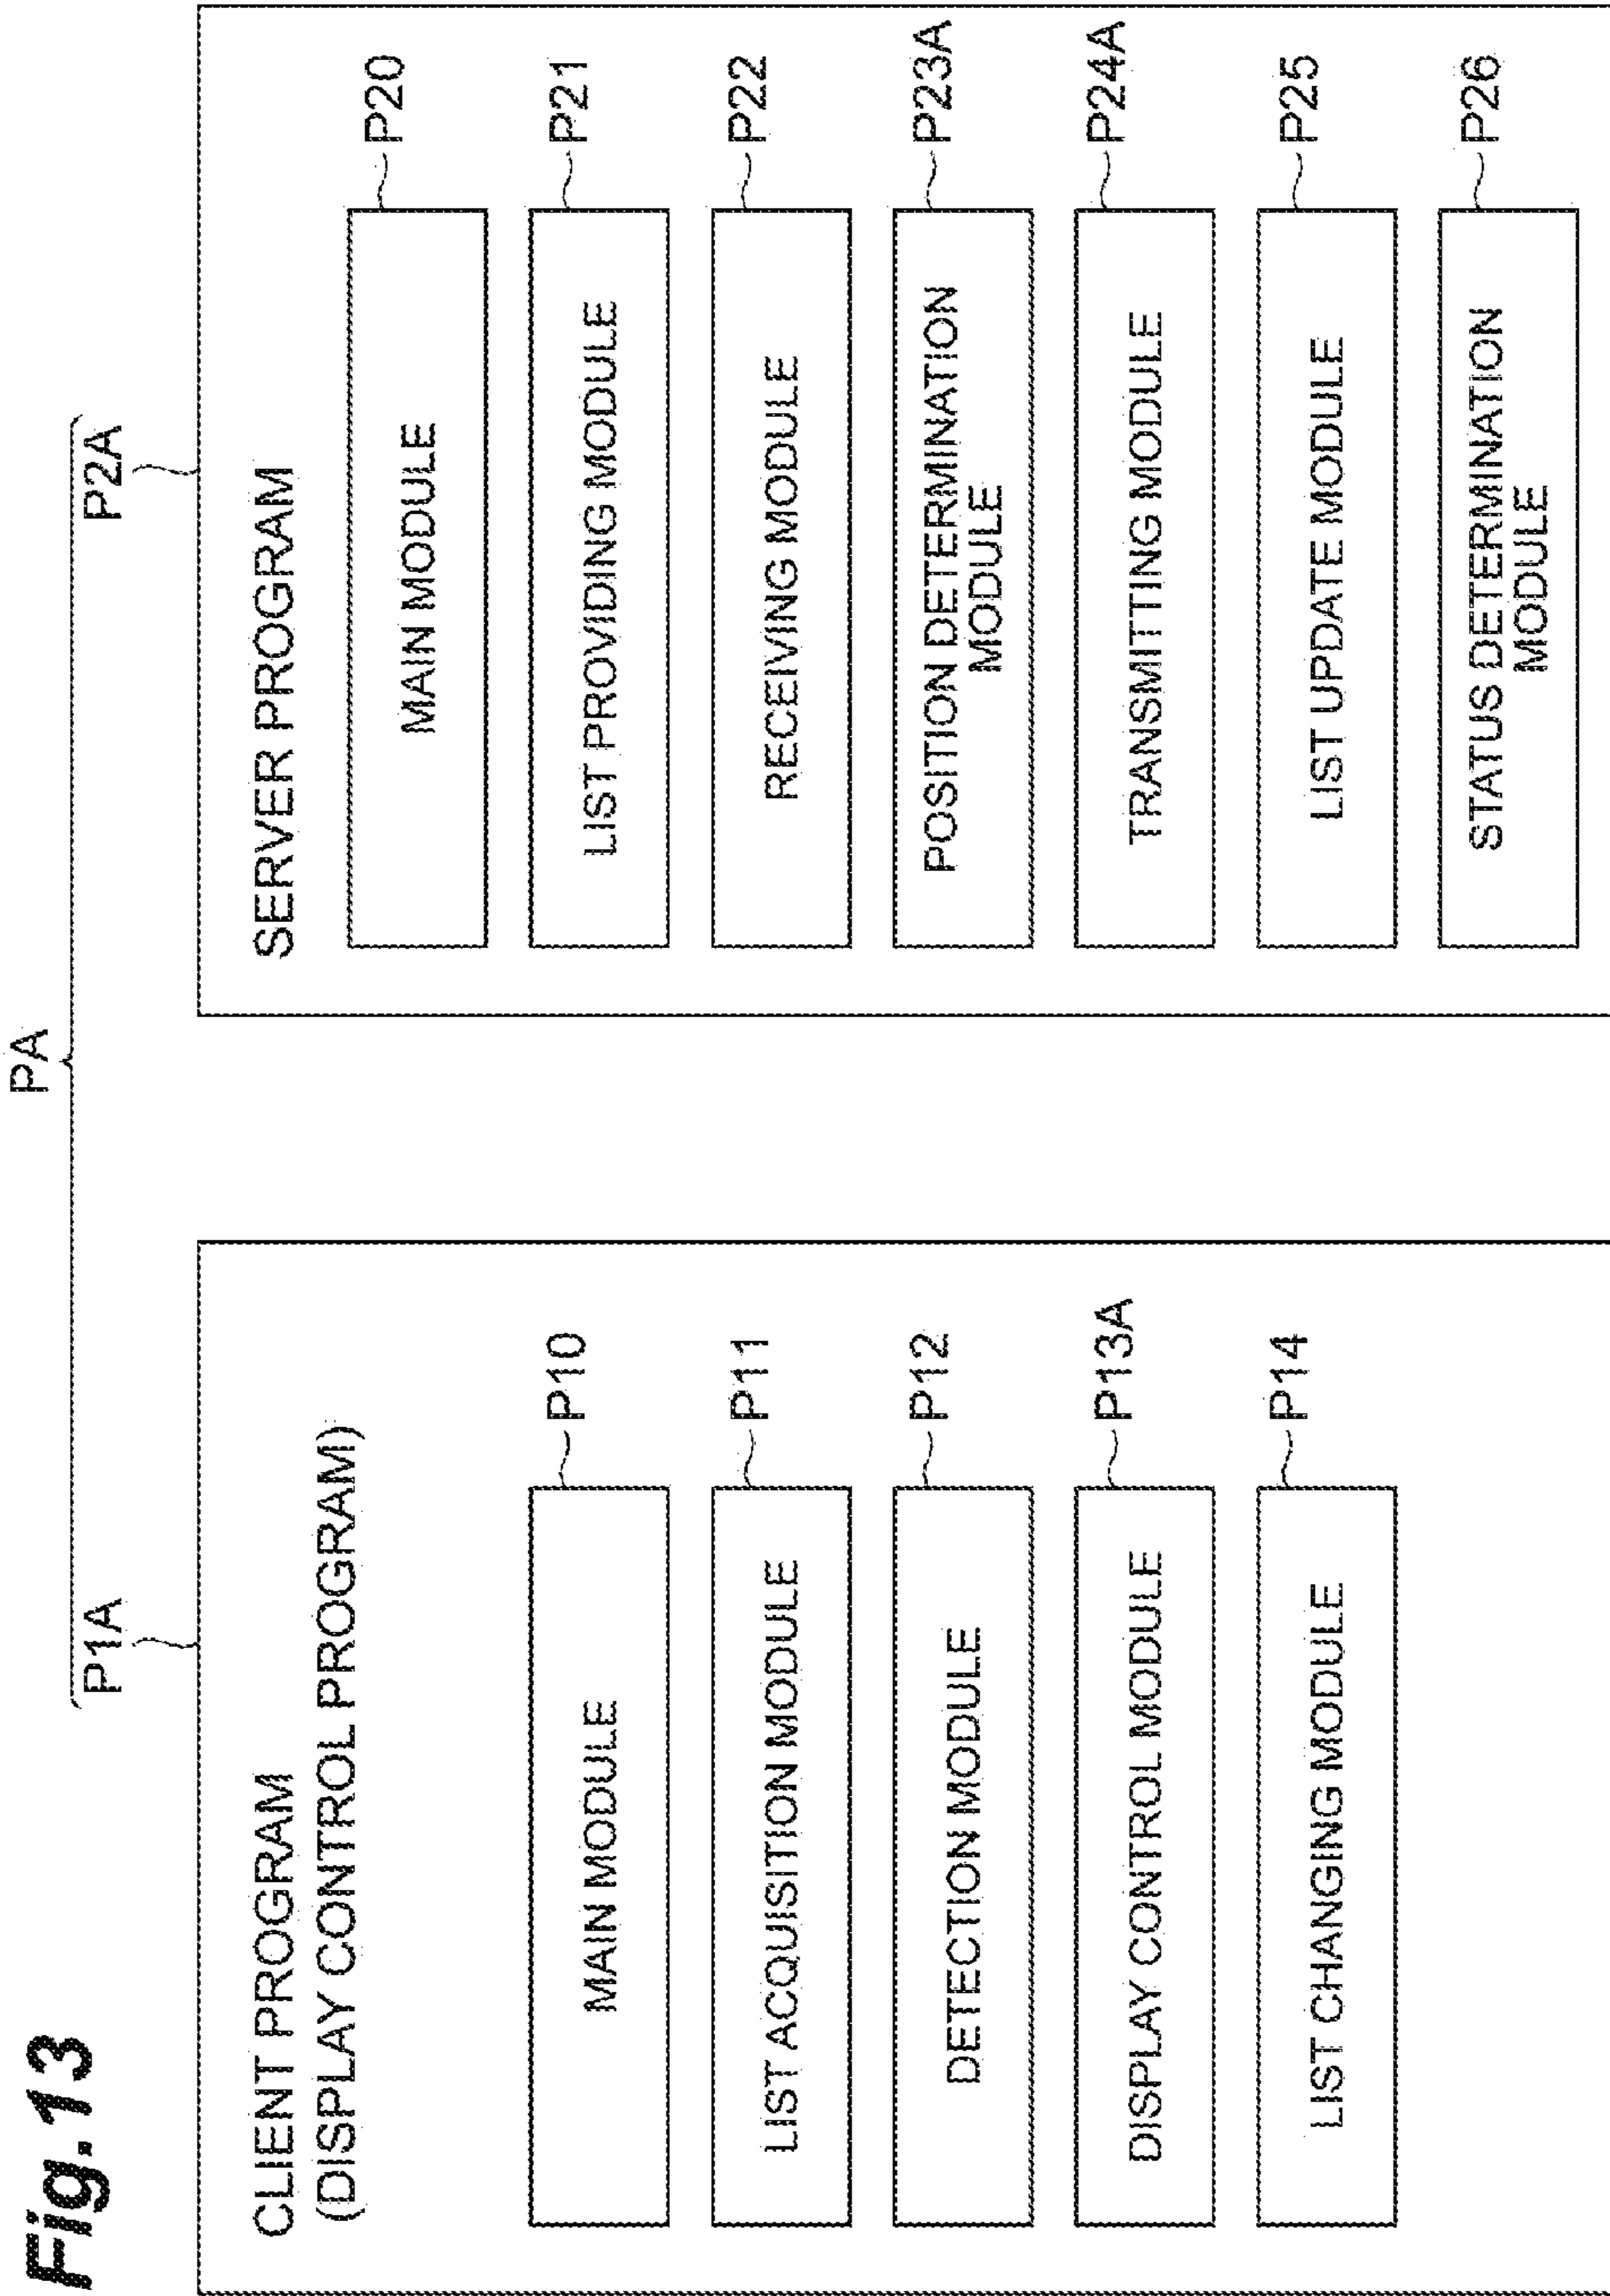 Fig.13
PA
P1A
CLIENT PROGRAM
(DISPLAY CONTROL PROGRAM)
MAIN MODULE
P10
LIST ACQUISITION MODULE
P11
DETECTION MODULE
P12
DISPLAY CONTROL MODULE
P13A
LIST CHANGING MODULE
P14
P2A
SERVER PROGRAM
MAIN MODULE
P20
LIST PROVIDING MODULE
P21
RECEIVING MODULE
P22
POSITION DETERMINATION
MODULE
P23A
TRANSMITTING MODULE
P24A
LIST UPDATE MODULE
P25
STATUS DETERMINATION
MODULE
P26